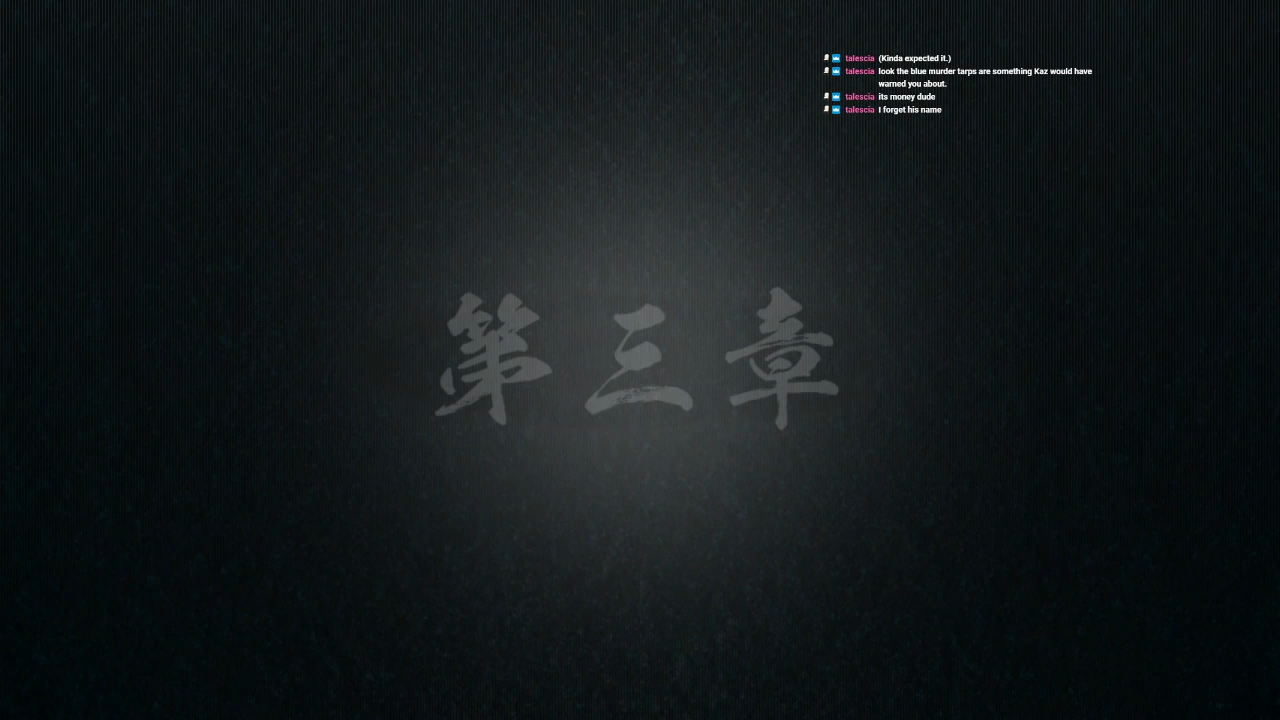 talescia (Kinda expected it.)
talescia look the blue murder tarps are something Kaz would have
warned you about.
talescia its money dude
talescia I forget his name
第三章